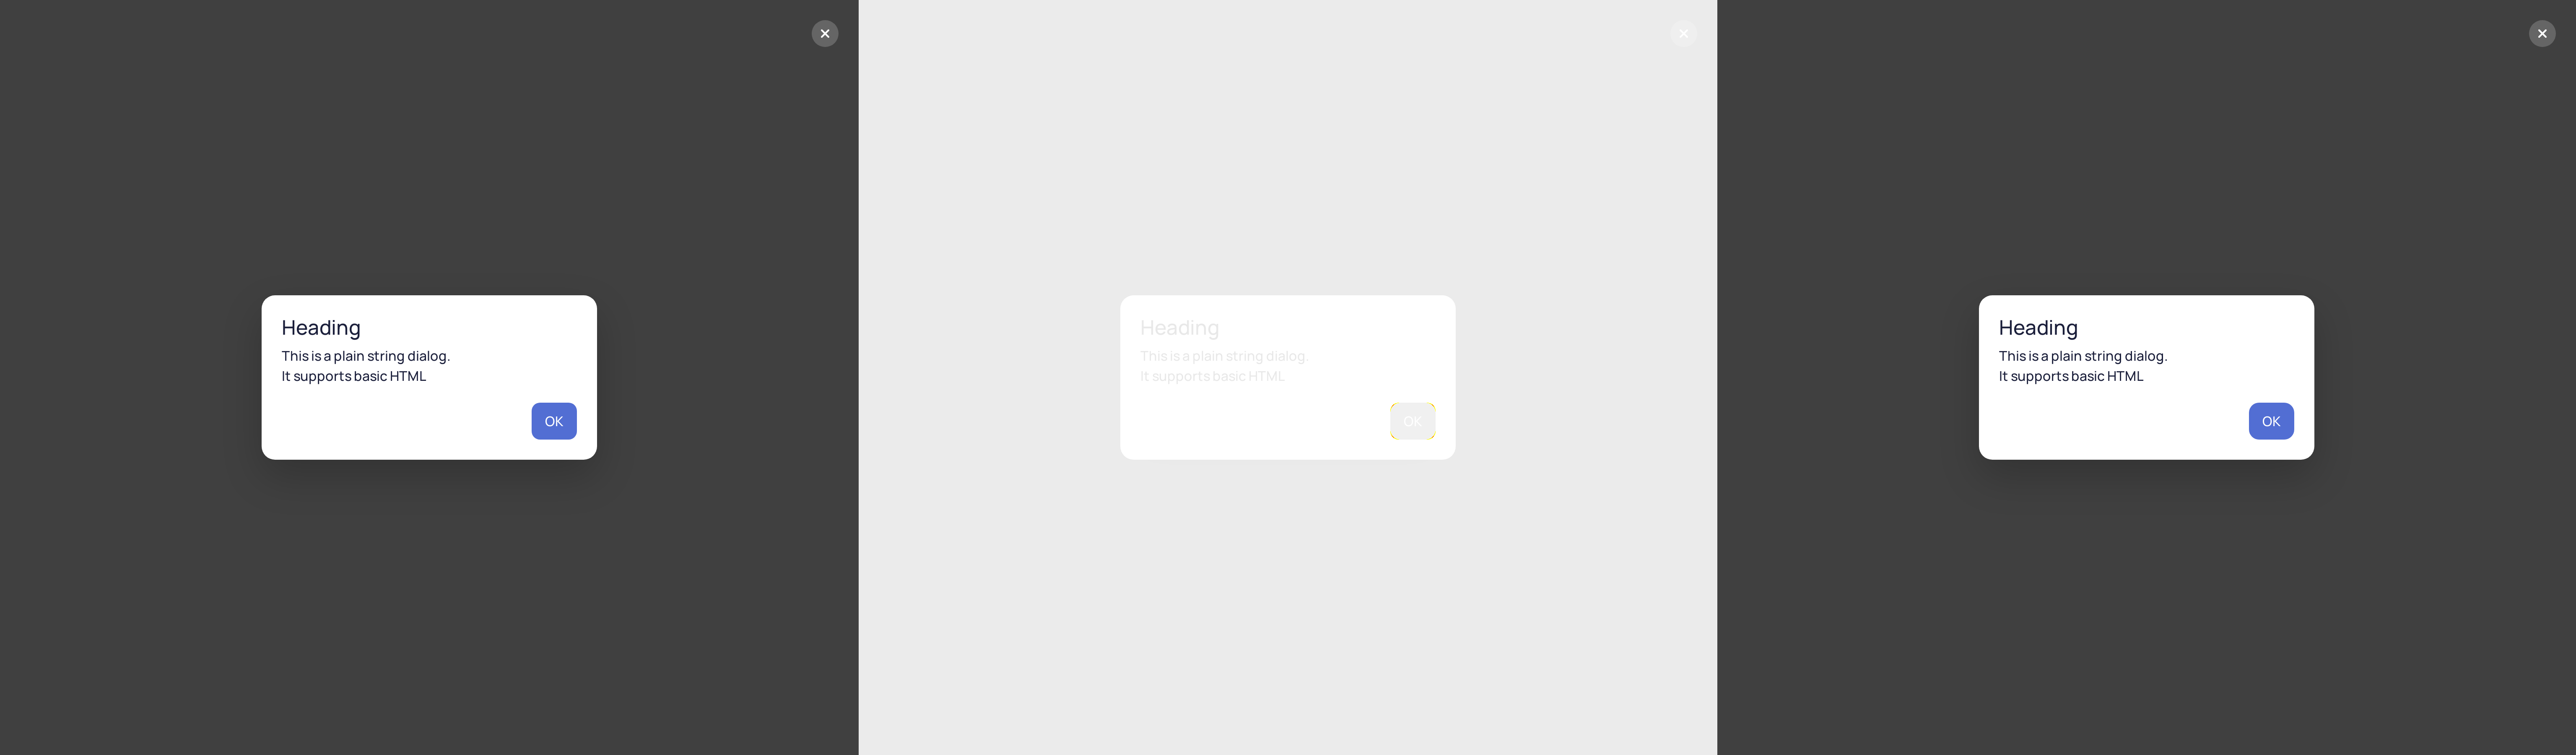 Heading
This is a plain string dialog.
It supports basic HTML
OK
Heading
This is a plain string dialog.
It supports basic HTML
OK
Heading
This is a plain string dialog.
It supports basic HTML
OK